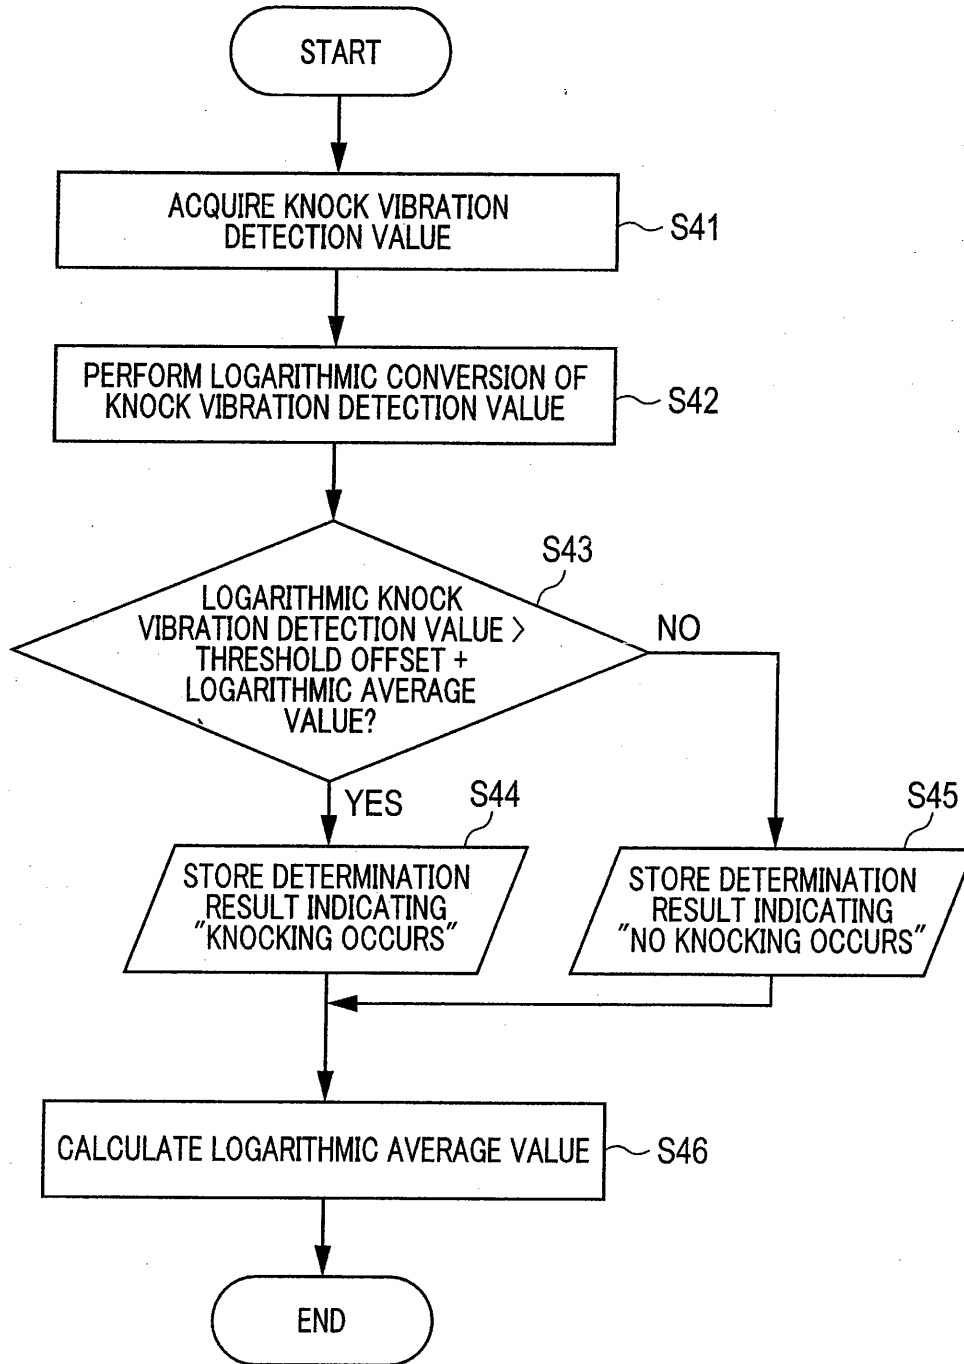 START
ACQUIRE KNOCK VIBRATION
DETECTION VALUE
S41
PERFORM LOGARITHMIC CONVERSION OF
KNOCK VIBRATION DETECTION VALUE
S42
S43
LOGARITHMIC KNOCK
VIBRATION DETECTION VALUE >
THRESHOLD OFFSET +
LOGARITHMIC AVERAGE
VALUE?
NO
YES
S44
STORE DETERMINATION
RESULT INDICATING
"KNOCKING OCCURS"
S45
STORE DETERMINATION
RESULT INDICATING
"NO KNOCKING OCCURS"
CALCULATE LOGARITHMIC AVERAGE VALUE
S46
END